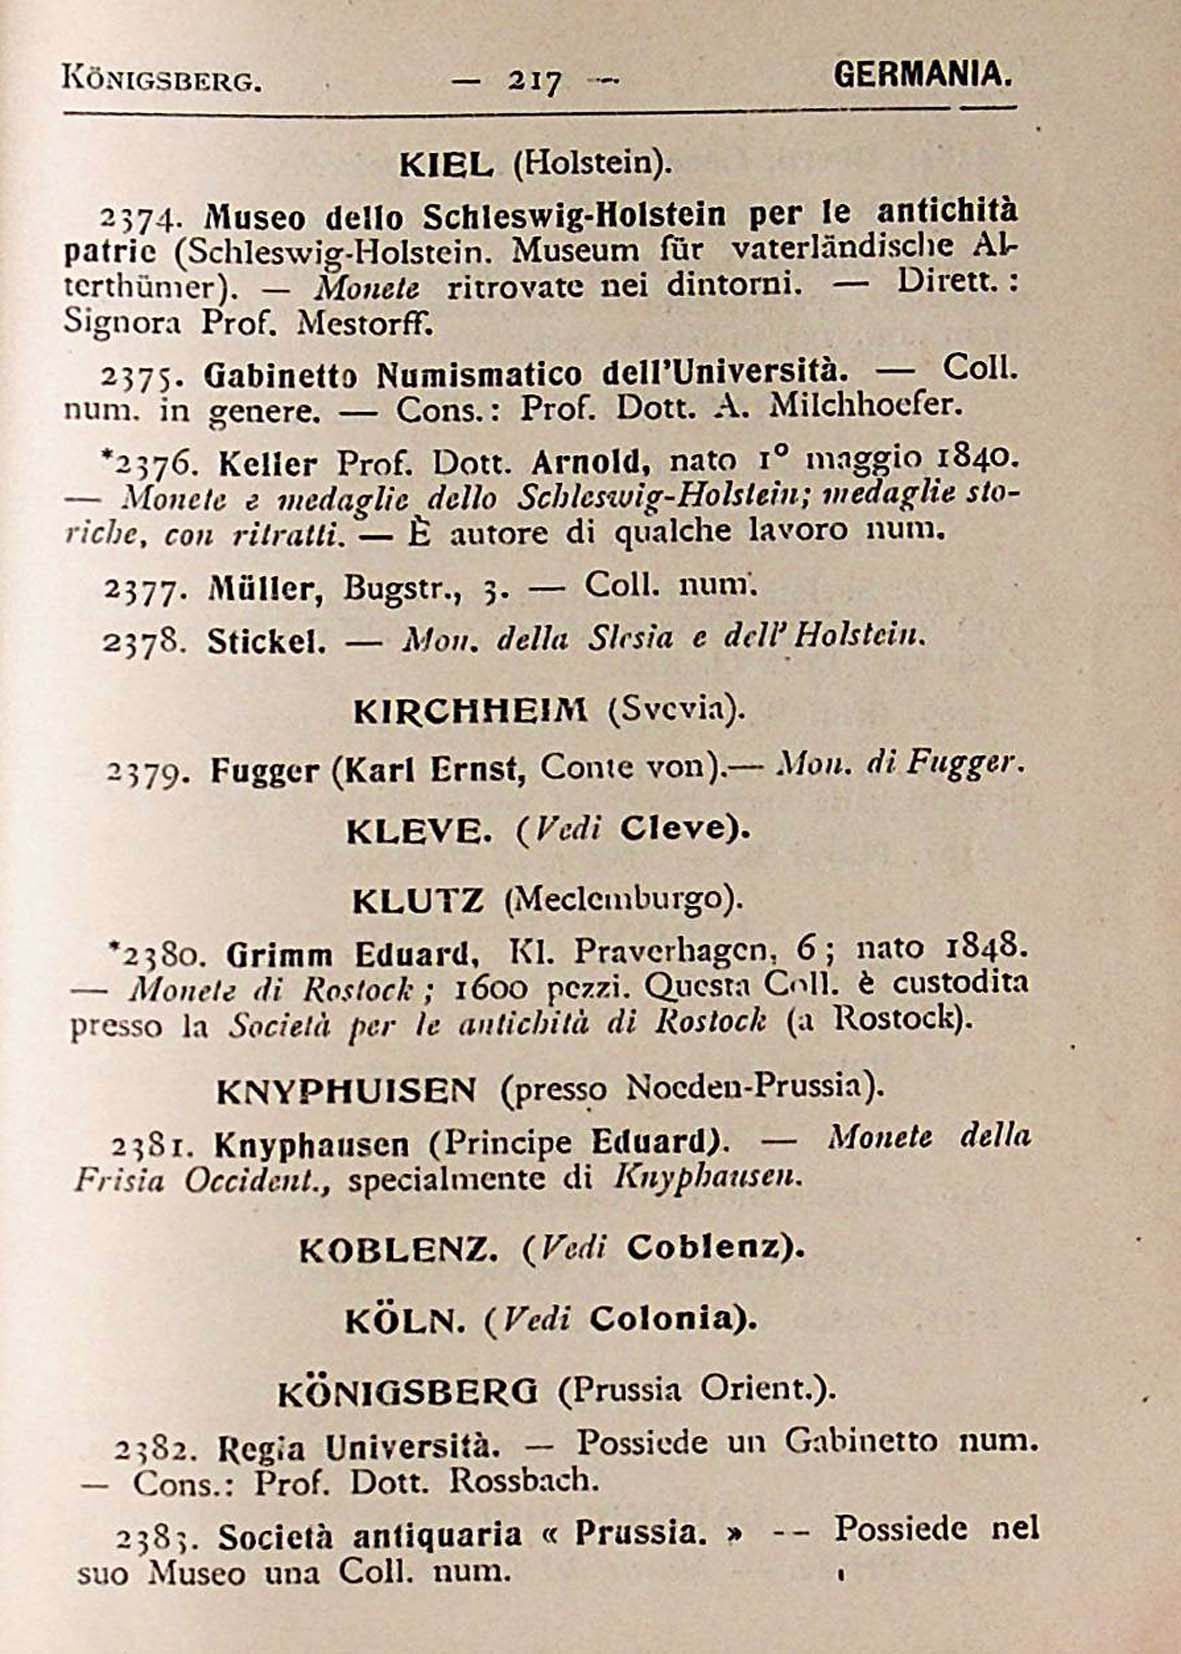 KÖNIGSBERG. — 217 — GERMANIA.
KIEL (Holstein).
2374. Museo dello Schleswig-Holstein per le antichità
patrie (Schleswig-Holstein. Museum für vaterländische Al-
terthümer). — Monete ritrovate nei dintorni. — Dirett. :
Signora Prof. Mestorff.
2375. Gabinetto Numismatico dell'Università. — Coll.
num. in genere. — Cons. : Prof. Dott. A. Milchhoefer.
*2376. Keller Prof. Dott. Arnold, nato 1° maggio 1840.
— Monete e medaglie dello Schleswig-Holstein; medaglie sto-
riche, con ritratti. — È autore di qualche lavoro num.
2377. Müller, Bugstr., 3. — Coll. num.
2378. Stickel. — Mon. della Slesia e dell' Holstein.
KIRCHHEIM (Svevia).
2379. Fugger (Karl Ernst, Conte von).— Mon. di Fugger.
KLEVE. (Vedi Cleve).
KLUTZ (Meclemburgo).
*2380. Grimm Eduard, Kl. Praverhagen, 6 ; nato 1848.
— Monete di Rostock ; 1600 pezzi. Questa Coll. è custodita
presso la Società per le antichità di Rostock (a Rostock).
KNYPHUISEN (presso Noeden-Prussia).
2381. Knyphausen (Principe Eduard). — Monete della
Frisia Occident., specialmente di Knyphausen.
KOBLENZ. (Vedi Coblenz).
KÖLN. (Vedi Colonia).
KÖNIGSBERG (Prussia Orient.).
2382. Regia Università. — Possiede un Gabinetto num.
— Cons.: Prof. Dott. Rossbach.
2383. Società antiquaria « Prussia. » -- Possiede nel
suo Museo una Coll. num.